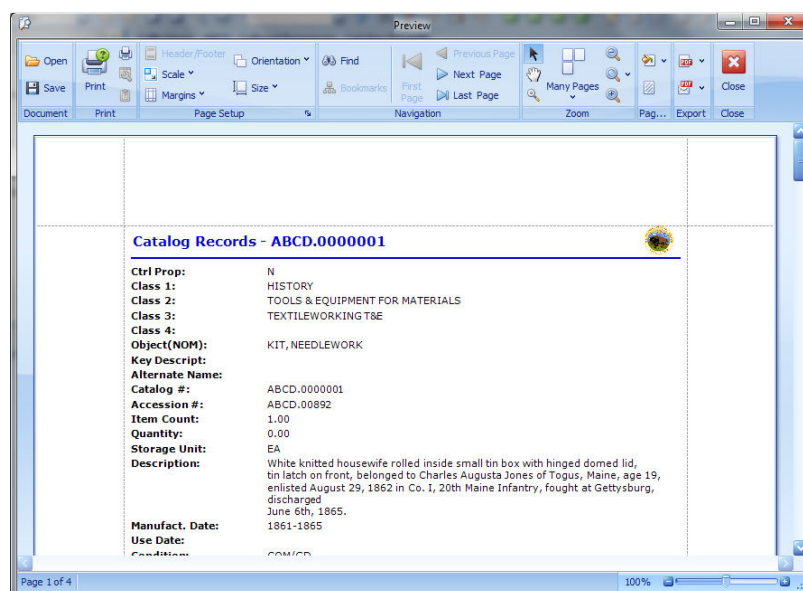 Preview
Open
Save
Document
Print
Print
Header/Footer
Scale
Margins
Orientation
Size
Page Setup
Find
Bookmarks
First Page
Previous Page
Next Page
Last Page
Navigation
Many Pages
Zoom
Pag...
Export
Close
Close
Catalog Records - ABCD.0000001
Ctrl Prop: N
Class 1: HISTORY
Class 2: TOOLS & EQUIPMENT FOR MATERIALS
Class 3: TEXTILEWORKING T&E
Class 4:
Object(NOM): KIT, NEEDLEWORK
Key Descript:
Alternate Name:
Catalog #: ABCD.0000001
Accession #: ABCD.00892
Item Count: 1.00
Quantity: 0.00
Storage Unit: EA
Description: White knitted housewife rolled inside small tin box with hinged domed lid,
tin latch on front, belonged to Charles Augusta Jones of Togus, Maine, age 19,
enlisted August 29, 1862 in Co. I, 20th Maine Infantry, fought at Gettysburg,
discharged
June 6th, 1865.
Manufact. Date: 1861-1865
Use Date:
Condition: COM/GD
Page 1 of 4
100%